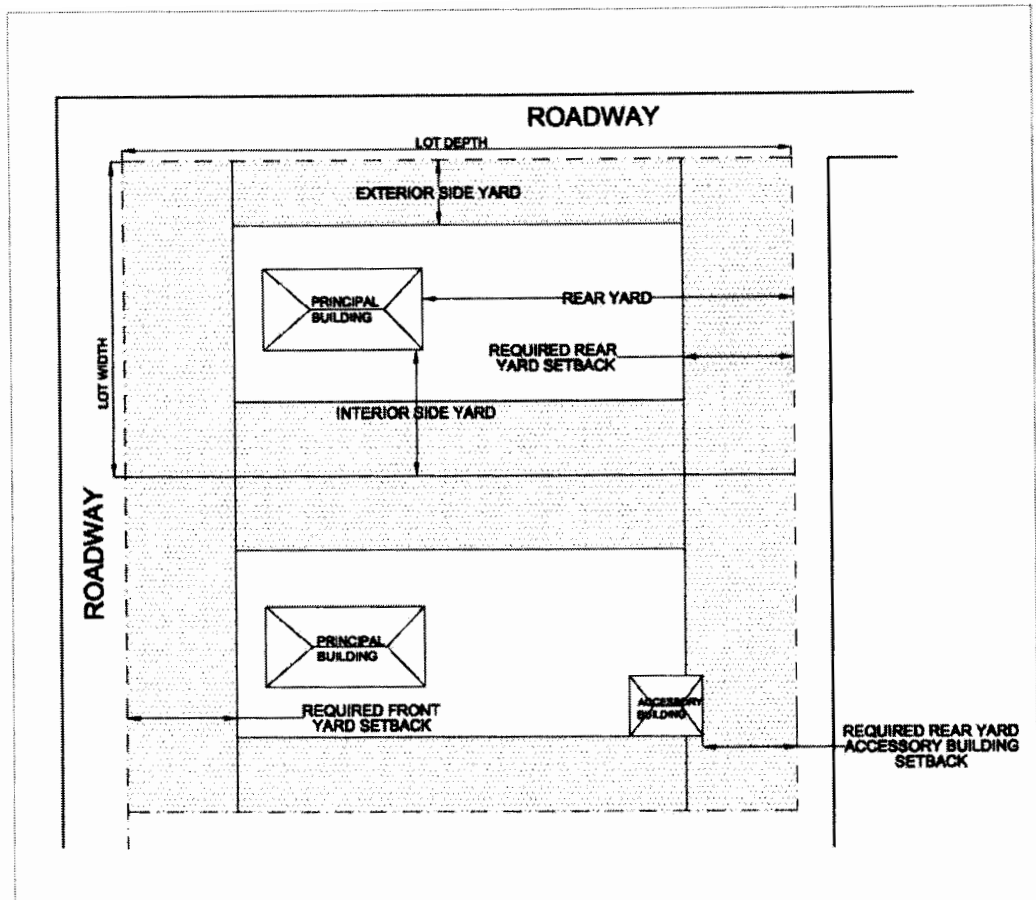 ROADWAY
LOT DEPTH
EXTERIOR SIDE YARD
PRINCIPAL
BUILDING
REAR YARD
REQUIRED REAR
YARD SETBACK
LOT WIDTH
INTERIOR SIDE YARD
ROADWAY
PRINCIPAL
BUILDING
ACCESSORY
BUILDING
REQUIRED FRONT
YARD SETBACK
REQUIRED REAR YARD
ACCESSORY BUILDING
SETBACK